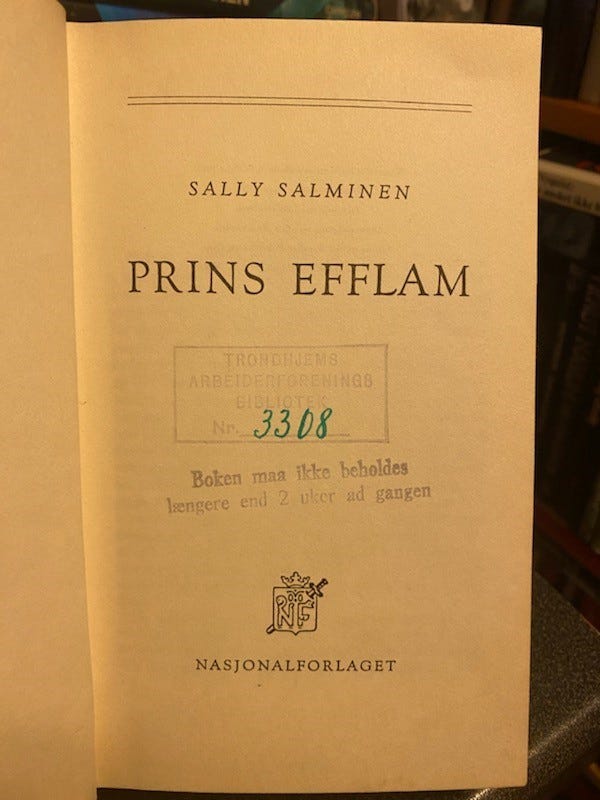 SALLY SALMINEN
PRINS EFFLAM
TRONDHJEMS
ARBEIDERFORENINGS
BIBLIOTEK
Nr. 3308
Boken maa ikke beholdes
længere end 2 uker ad gangen
NF
NASJONALFORLAGET